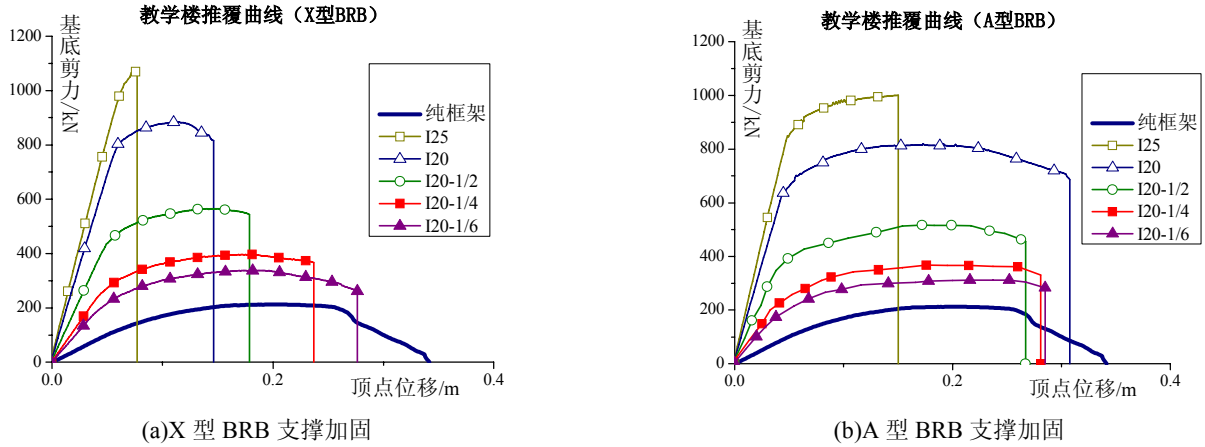 教学楼推覆曲线（X型BRB）
基底剪力/kN
1200
1000
800
600
400
200
0
0.0
0.2
0.4
顶点位移/m
纯框架
I25
I20
I20-1/2
I20-1/4
I20-1/6
(a)X 型 BRB 支撑加固
教学楼推覆曲线（A型BRB）
基底剪力/kN
1200
1000
800
600
400
200
0
0.0
0.2
0.4
顶点位移/m
纯框架
I25
I20
I20-1/2
I20-1/4
I20-1/6
(b)A 型 BRB 支撑加固